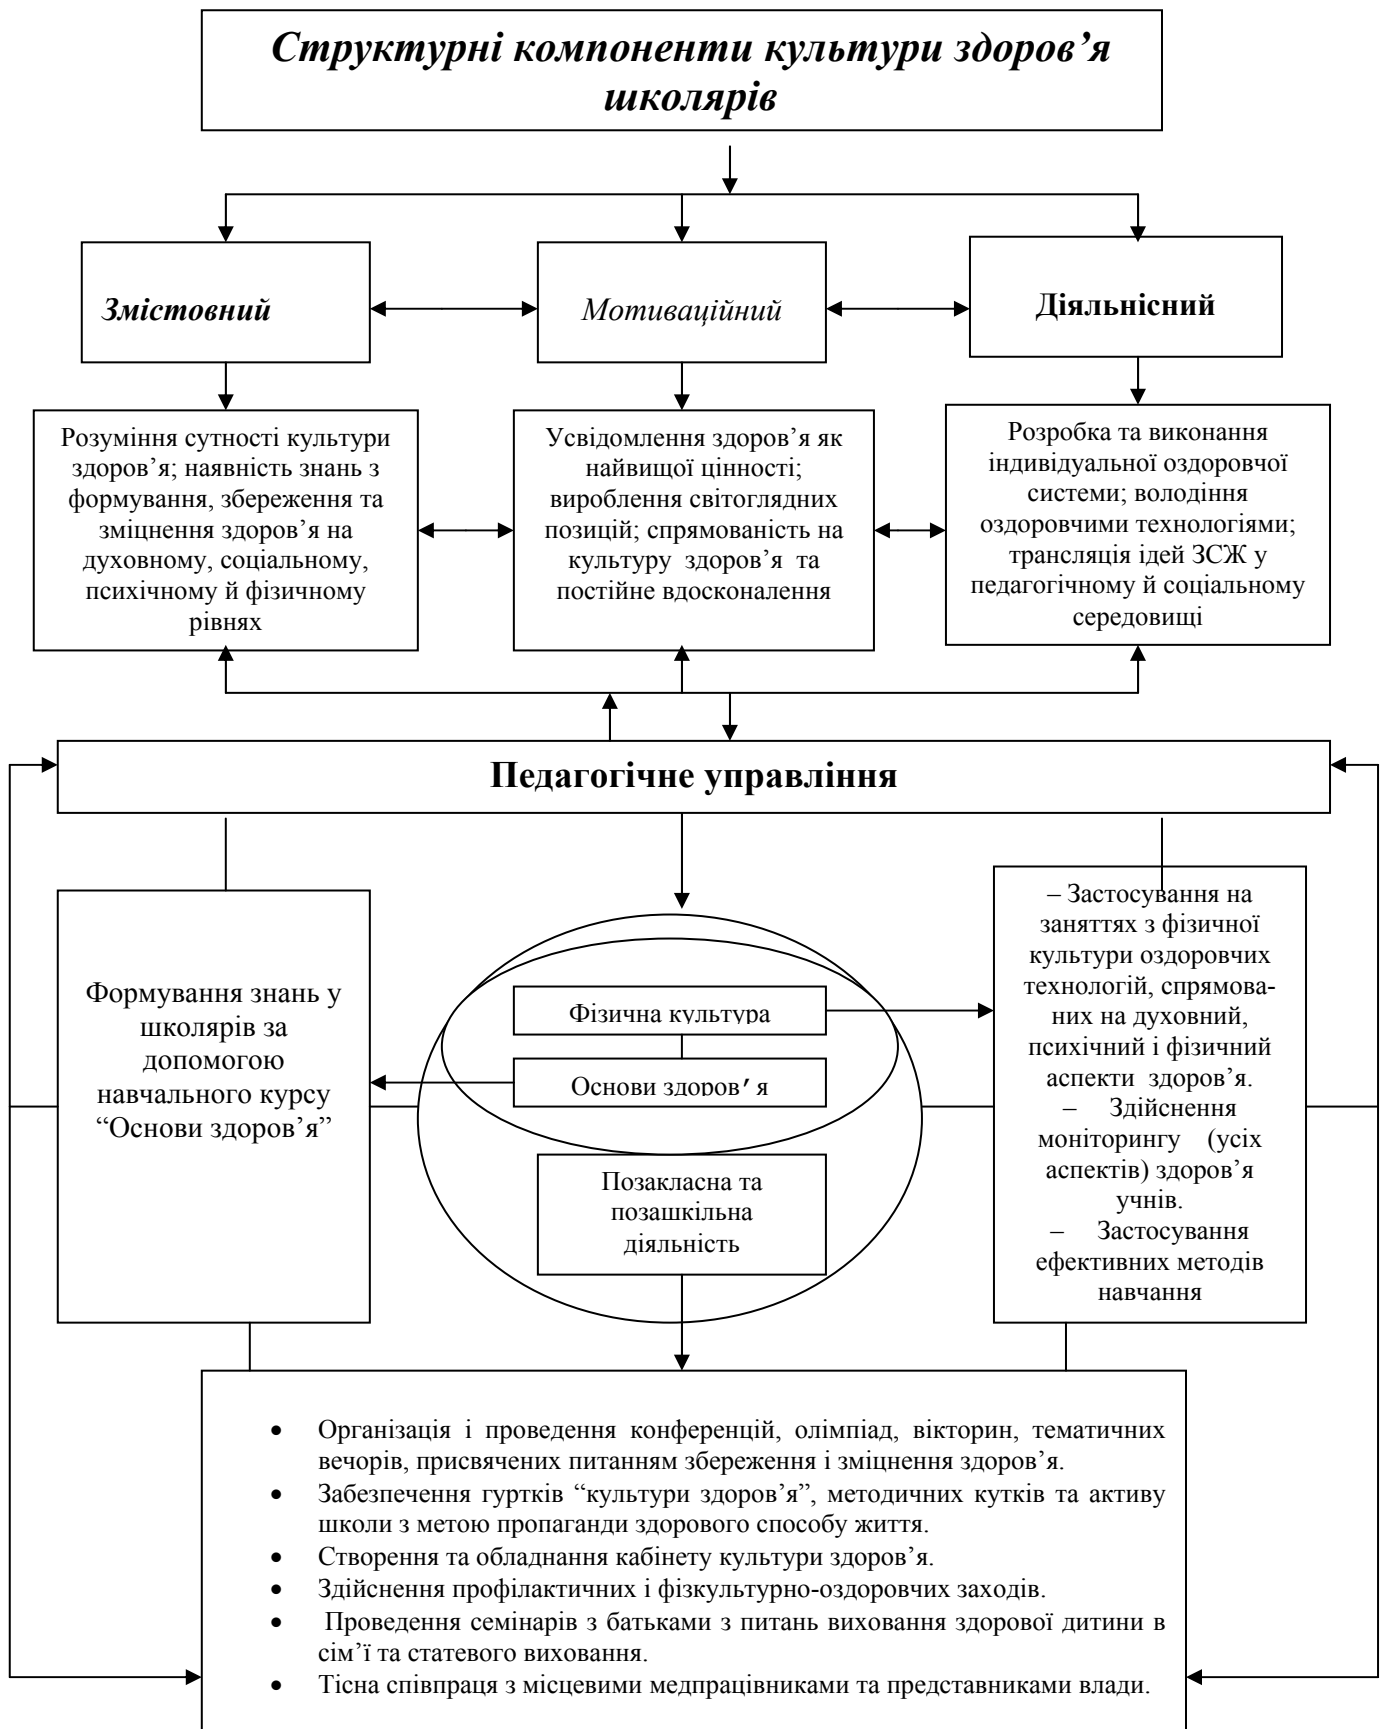 Структурні компоненти культури здоров’я
школярів
Змістовний
Мотиваційний
Діяльнісний
Розуміння сутності культури
здоров’я; наявність знань з
формування, збереження та
зміцнення здоров’я на
духовному, соціальному,
психічному й фізичному
рівнях
Усвідомлення здоров’я як
найвищої цінності;
вироблення світоглядних
позицій; спрямованість на
культуру здоров’я та
постійне вдосконалення
Розробка та виконання
індивідуальної оздоровчої
системи; володіння
оздоровчими технологіями;
трансляція ідей ЗСЖ у
педагогічному й соціальному
середовищі
Педагогічне управління
Формування знань у
школярів за
допомогою
навчального курсу
“Основи здоров’я”
Фізична культура
Основи здоров’я
Позакласна та
позашкільна
діяльність
– Застосування на
заняттях з фізичної
культури оздоровчих
технологій, спрямова-
них на духовний,
психічний і фізичний
аспекти здоров’я.
– Здійснення
моніторингу (усіх
аспектів) здоров’я
учнів.
– Застосування
ефективних методів
навчання
• Організація і проведення конференцій, олімпіад, вікторин, тематичних
вечорів, присвячених питанням збереження і зміцнення здоров’я.
• Забезпечення гуртків “культури здоров’я”, методичних кутків та активу
школи з метою пропаганди здорового способу життя.
• Створення та обладнання кабінету культури здоров’я.
• Здійснення профілактичних і фізкультурно-оздоровчих заходів.
• Проведення семінарів з батьками з питань виховання здорової дитини в
сім’ї та статевого виховання.
• Тісна співпраця з місцевими медпрацівниками та представниками влади.